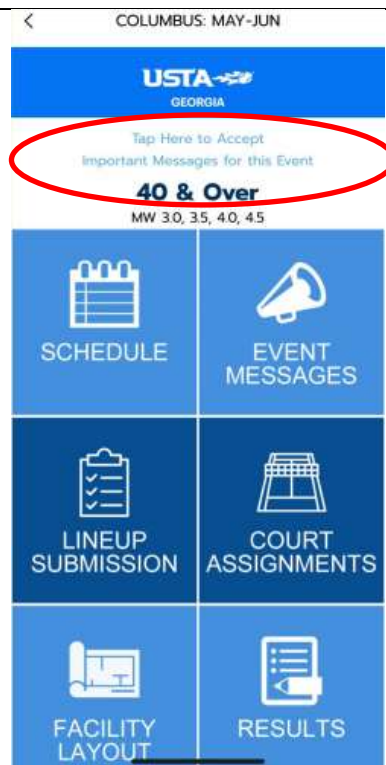 < COLUMBUS: MAY-JUN
USTA
GEORGIA
Tap Here to Accept
Important Messages for this Event
40 & Over
MW 3.0, 3.5, 4.0, 4.5
SCHEDULE
EVENT
MESSAGES
LINEUP
SUBMISSION
COURT
ASSIGNMENTS
FACILITY
LAYOUT
RESULTS